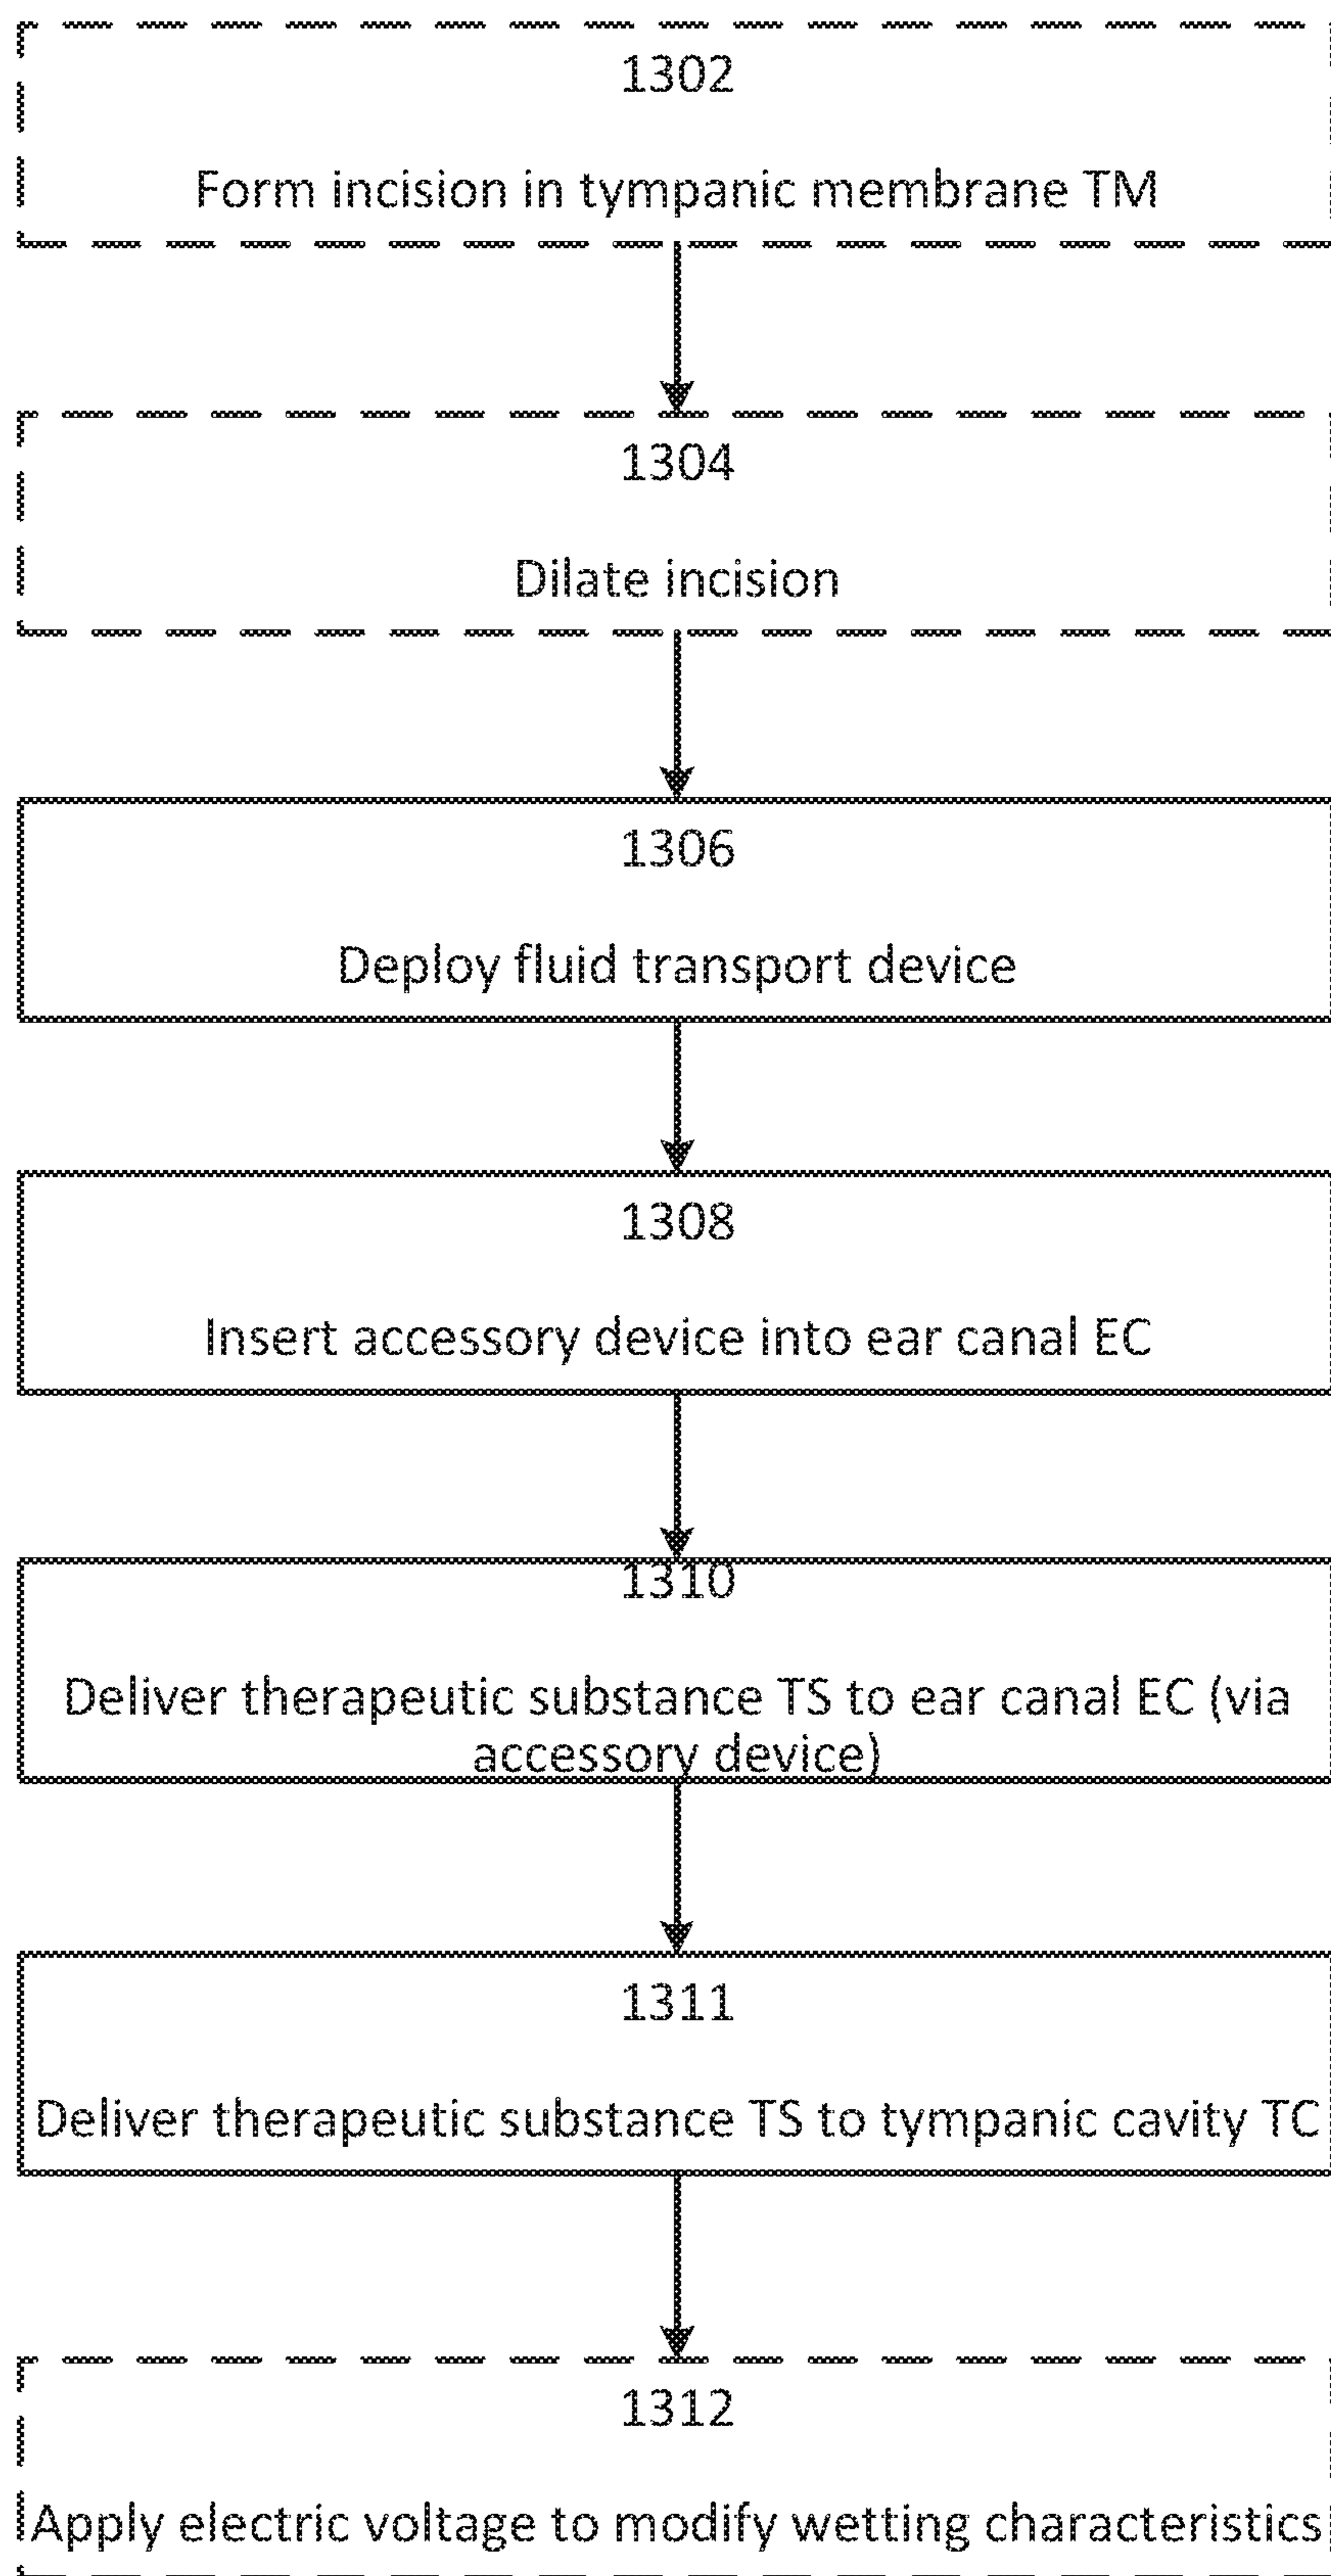 1302
Form incision in tympanic membrane TM
1304
Dilate incision
1306
Deploy fluid transport device
1308
Insert accessory device into ear canal EC
1310
Deliver therapeutic substance TS to ear canal EC (via
accessory device)
1311
Deliver therapeutic substance TS to tympanic cavity TC
1312
Apply electric voltage to modify wetting characteristics